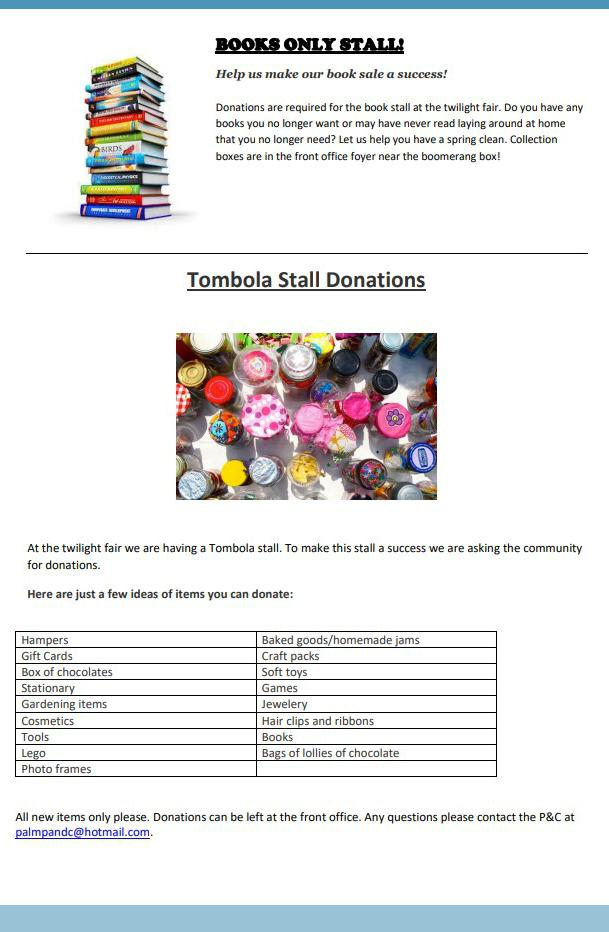 BOOKS ONLY STALL!
Help us make our book sale a success!
Donations are required for the book stall at the twilight fair. Do you have any
books you no longer want or may have never read laying around at home
that you no longer need? Let us help you have a spring clean. Collection
boxes are in the front office foyer near the boomerang box!
BIRDS
Tombola Stall Donations
At the twilight fair we are having a Tombola stall. To make this stall a success we are asking the community
for donations.
Here are just a few ideas of items you can donate:
Hampers Baked goods/homemade jams
Gift Cards Craft packs
Box of chocolates Soft toys
Stationary Games
Gardening items Jewelery
Cosmetics Hair clips and ribbons
Tools Books
Lego Bags of lollies of chocolate
Photo frames
All new items only please. Donations can be left at the front office. Any questions please contact the P&C at
palmpandc@hotmail.com.